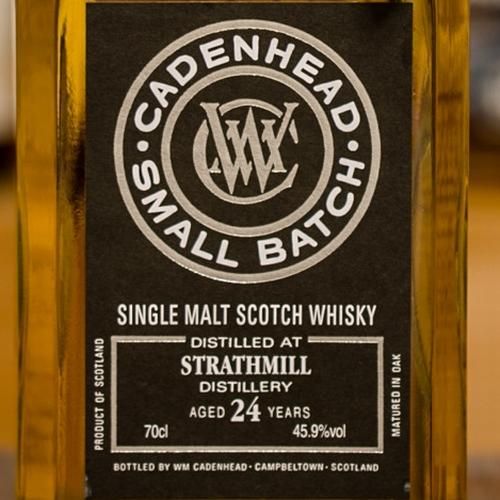 CADENHEAD
SMALL BATCH
WC
SINGLE MALT SCOTCH WHISKY
DISTILLED AT
STRATHMILL
DISTILLERY
AGED 24 YEARS
70cl 45.9%vol
PRODUCT OF SCOTLAND
MATURED IN OAK
BOTTLED BY WM CADENHEAD · CAMPBELTOWN · SCOTLAND